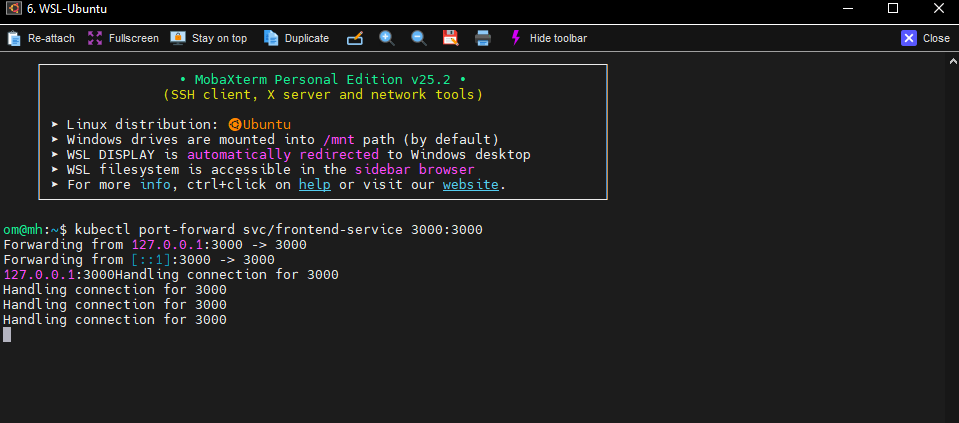 6. WSL-Ubuntu
Re-attach Fullscreen Stay on top Duplicate Hide toolbar Close
• MobaXterm Personal Edition v25.2 •
(SSH client, X server and network tools)
➤ Linux distribution: Ubuntu
➤ Windows drives are mounted into /mnt path (by default)
➤ WSL DISPLAY is automatically redirected to Windows desktop
➤ WSL filesystem is accessible in the sidebar browser
➤ For more info, ctrl+click on help or visit our website.
om@mh:~$ kubectl port-forward svc/frontend-service 3000:3000
Forwarding from 127.0.0.1:3000 -> 3000
Forwarding from [::1]:3000 -> 3000
127.0.0.1:3000Handling connection for 3000
Handling connection for 3000
Handling connection for 3000
Handling connection for 3000